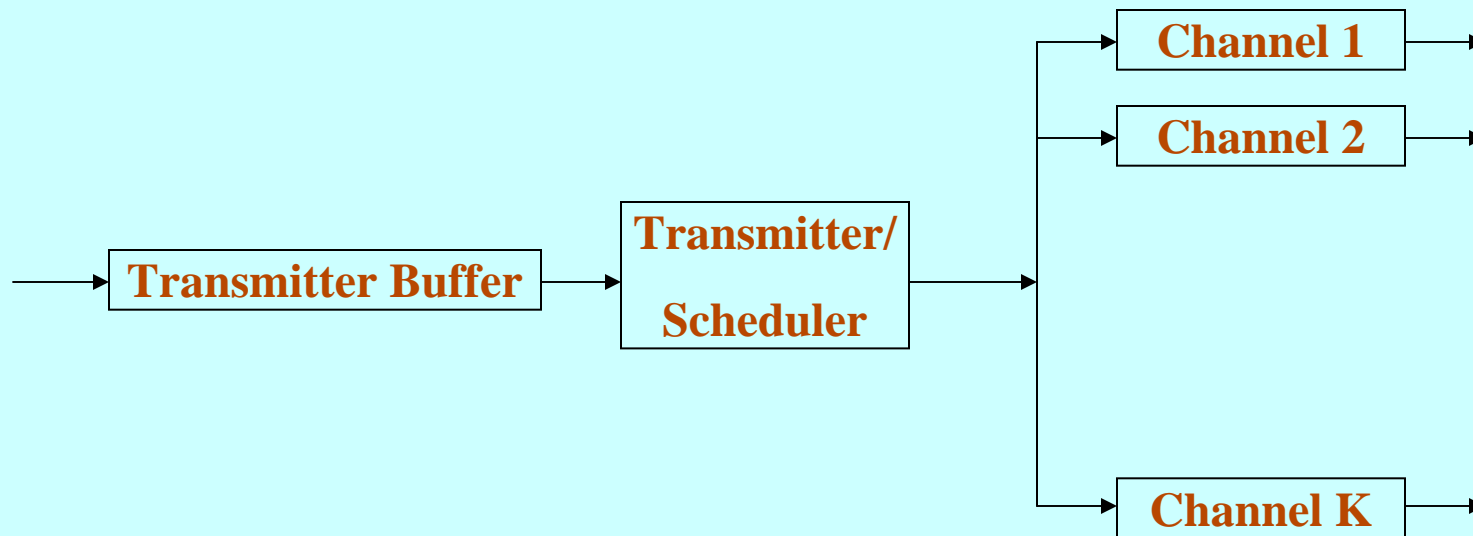 Channel 1
Channel 2
Transmitter Buffer
Transmitter/
Scheduler
Channel K